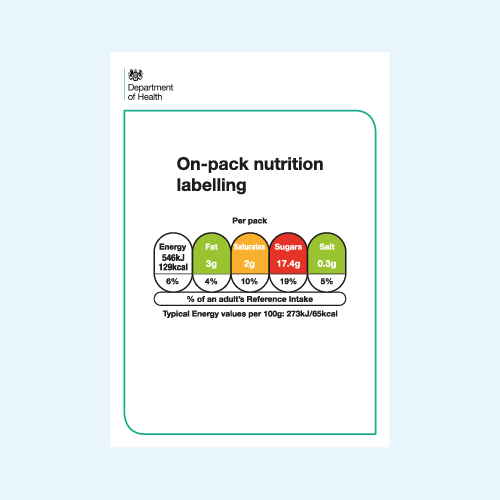 Department
of Health
On-pack nutrition
labelling
Per pack
Energy Fat Saturates Sugars Salt
546kJ
129kcal 3g 2g 17.4g 0.3g
6% 4% 10% 19% 5%
% of an adult's Reference Intake
Typical Energy values per 100g: 273kJ/65kcal